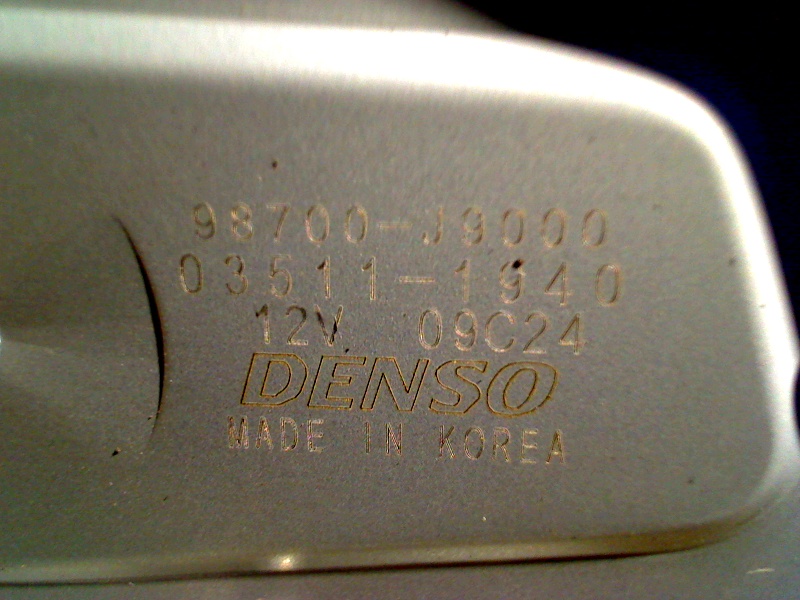 98700-J9000
03511-1940
12V 09C24
DENSO
MADE IN KOREA